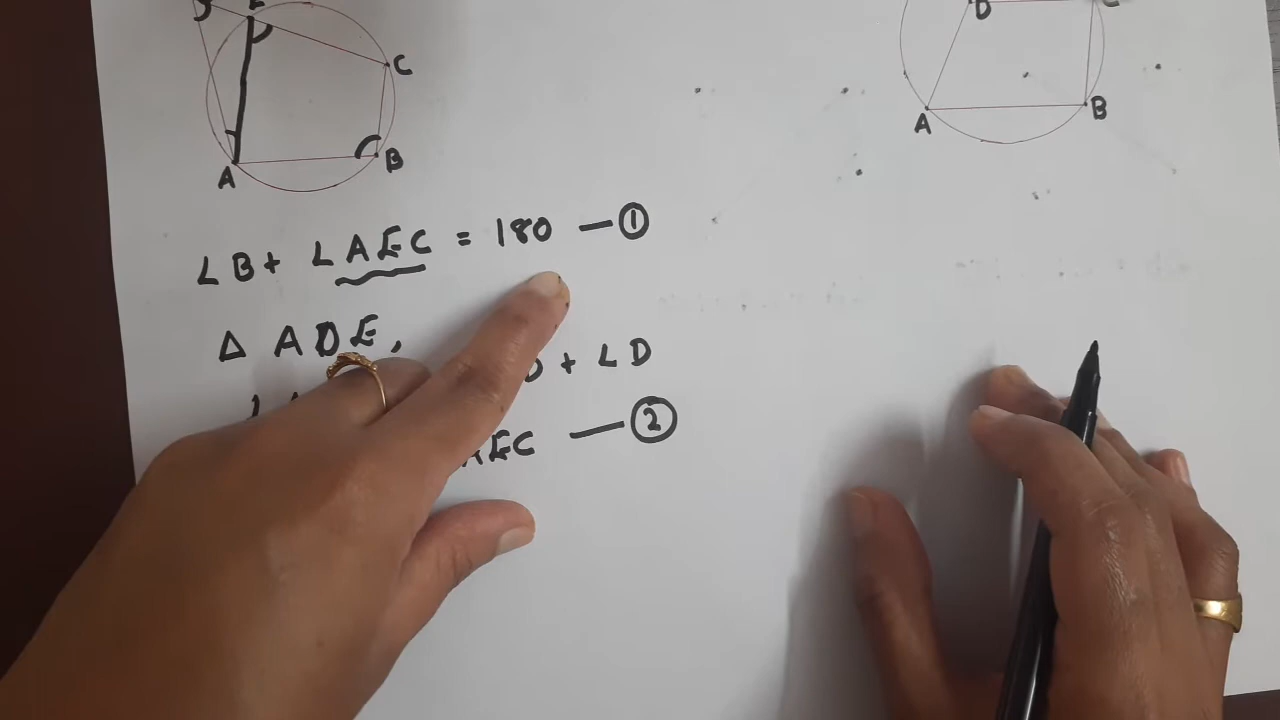 C
A
B
D
A
B
∠B + ∠AEC = 180 — ①
△ ADE,
+ ∠D
AEC — ②